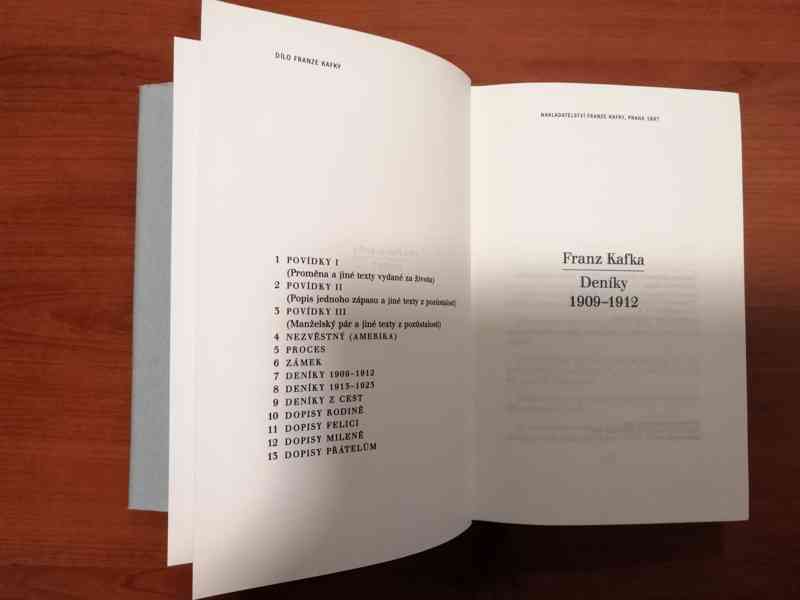 DÍLO FRANZE KAFKY
1 POVÍDKY I
(Proměna a jiné texty vydané za života)
2 POVÍDKY II
(Popis jednoho zápasu a jiné texty z pozůstalosti)
3 POVÍDKY III
(Manželský pár a jiné texty z pozůstalosti)
4 NEZVĚSTNÝ (AMERIKA)
5 PROCES
6 ZÁMEK
7 DENÍKY 1909–1912
8 DENÍKY 1913–1923
9 DENÍKY Z CEST
10 DOPISY RODINĚ
11 DOPISY FELICI
12 DOPISY MILENĚ
13 DOPISY PŘÁTELŮM
NAKLADATELSTVÍ FRANZE KAFKY, PRAHA 1997
Franz Kafka
Deníky
1909–1912